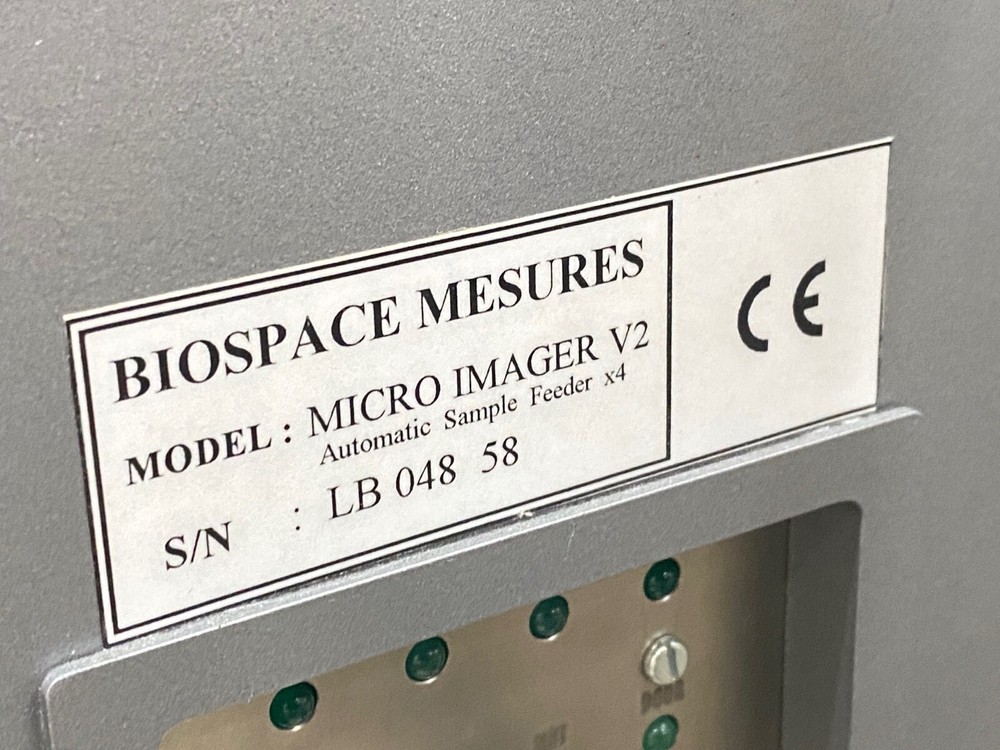 BIOSPACE MESURES
MODEL : MICRO IMAGER V2
Automatic Sample Feeder x4
S/N : LB 048 58
CE